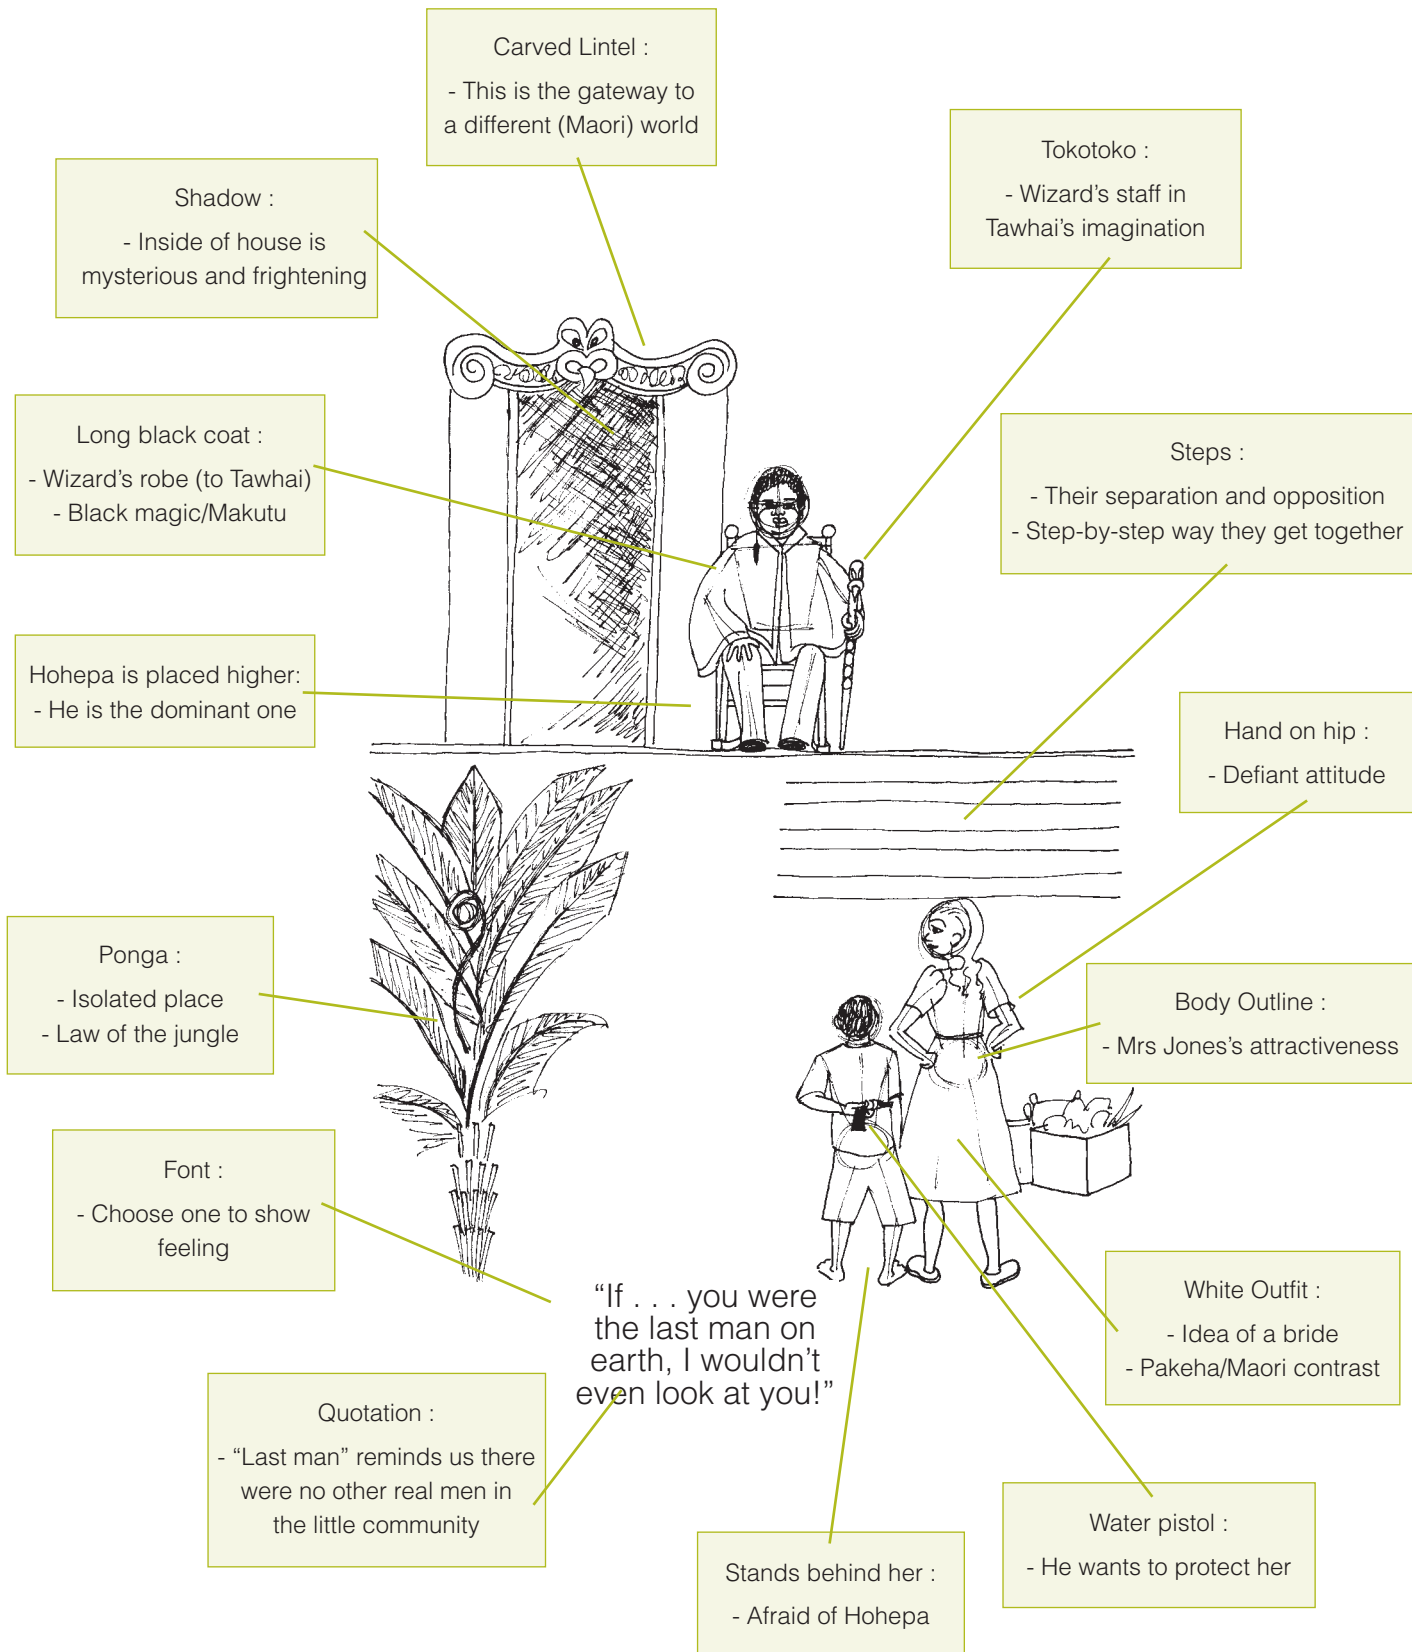 Carved Lintel :
- This is the gateway to
a different (Maori) world
Tokotoko :
- Wizard’s staff in
Tawhai’s imagination
Shadow :
- Inside of house is
mysterious and frightening
Long black coat :
- Wizard’s robe (to Tawhai)
- Black magic/Makutu
Steps :
- Their separation and opposition
- Step-by-step way they get together
Hohepa is placed higher:
- He is the dominant one
Hand on hip :
- Defiant attitude
Ponga :
- Isolated place
- Law of the jungle
Body Outline :
- Mrs Jones’s attractiveness
Font :
- Choose one to show
feeling
“If . . . you were
the last man on
earth, I wouldn’t
even look at you!”
White Outfit :
- Idea of a bride
- Pakeha/Maori contrast
Quotation :
- “Last man” reminds us there
were no other real men in
the little community
Water pistol :
- He wants to protect her
Stands behind her :
- Afraid of Hohepa